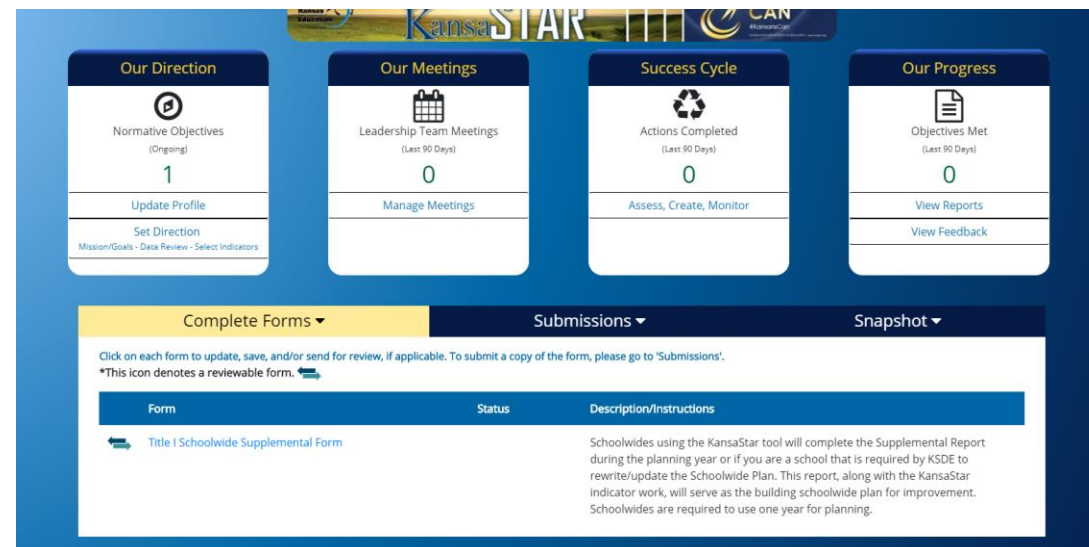 Kansas
Education
KansaSTAR
CAN
#KansansCan
Our Direction
Normative Objectives
(Ongoing)
1
Update Profile
Set Direction
Mission/Goals - Data Review - Select Indicators
Our Meetings
Leadership Team Meetings
(Last 90 Days)
0
Manage Meetings
Success Cycle
Actions Completed
(Last 90 Days)
0
Assess, Create, Monitor
Our Progress
Objectives Met
(Last 90 Days)
0
View Reports
View Feedback
Complete Forms
Submissions
Snapshot
Click on each form to update, save, and/or send for review, if applicable. To submit a copy of the form, please go to 'Submissions'.
*This icon denotes a reviewable form.
Form Status Description/Instructions
Title I Schoolwide Supplemental Form
Schoolwides using the KansaStar tool will complete the Supplemental Report
during the planning year or if you are a school that is required by KSDE to
rewrite/update the Schoolwide Plan. This report, along with the KansaStar
indicator work, will serve as the building schoolwide plan for improvement.
Schoolwides are required to use one year for planning.